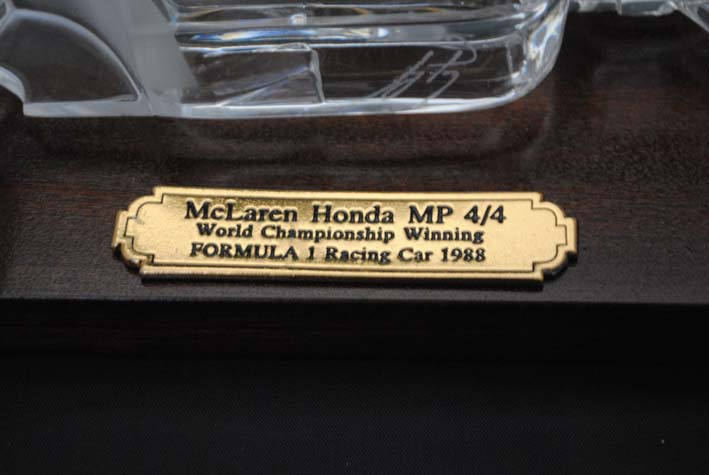 McLaren Honda MP 4/4
World Championship Winning
FORMULA 1 Racing Car 1988